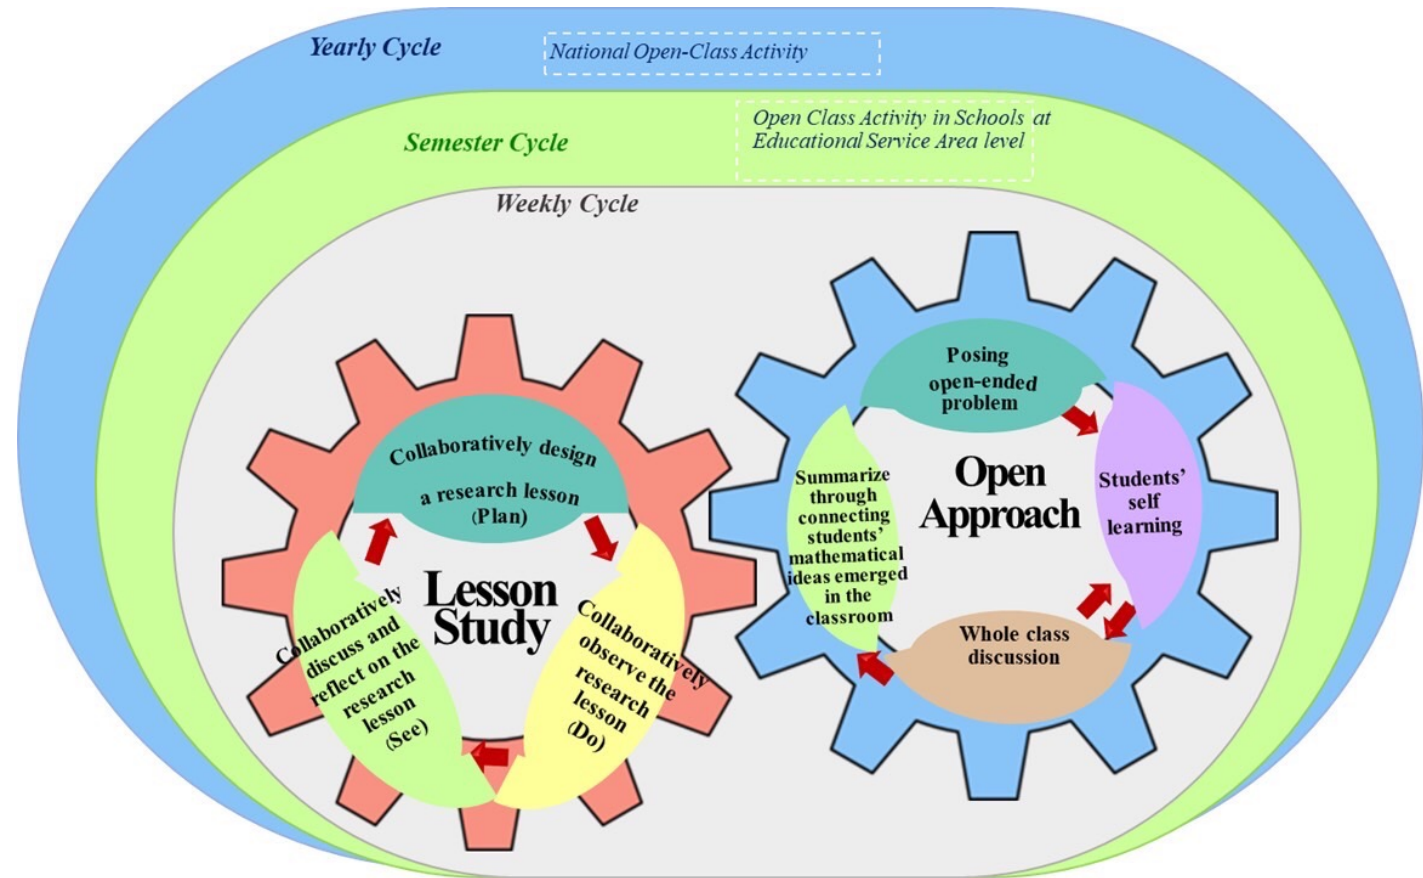 Yearly Cycle
National Open-Class Activity
Semester Cycle
Open Class Activity in Schools at
Educational Service Area level
Weekly Cycle
Collaboratively design
a research lesson
(Plan)
Lesson
Study
Collaboratively
observe the
research
lesson
(Do)
Collaboratively
discuss and
reflect on the
research
lesson
(See)
Posing
open-ended
problem
Open
Approach
Students’
self
learning
Whole class
discussion
Summarize
through
connecting
students’
mathematical
ideas emerged
in the
classroom